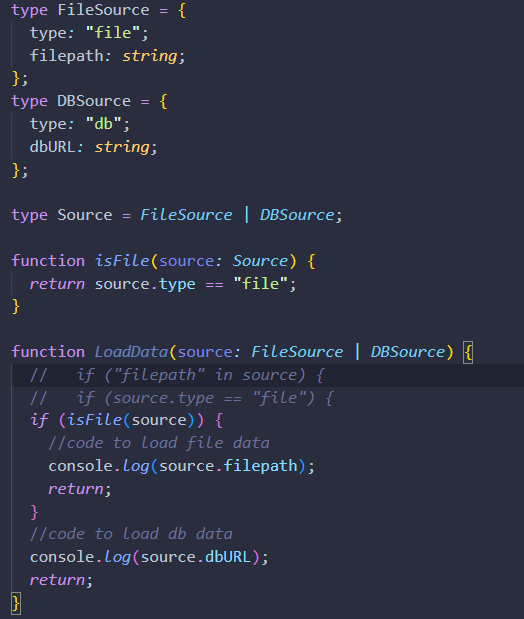 type FileSource = {
  type: "file";
  filepath: string;
};
type DBSource = {
  type: "db";
  dbURL: string;
};

type Source = FileSource | DBSource;

function isFile(source: Source) {
  return source.type == "file";
}

function LoadData(source: FileSource | DBSource) {
  //   if ("filepath" in source) {
  //   if (source.type == "file") {
  if (isFile(source)) {
    //code to load file data
    console.log(source.filepath);
    return;
  }
  //code to load db data
  console.log(source.dbURL);
  return;
}